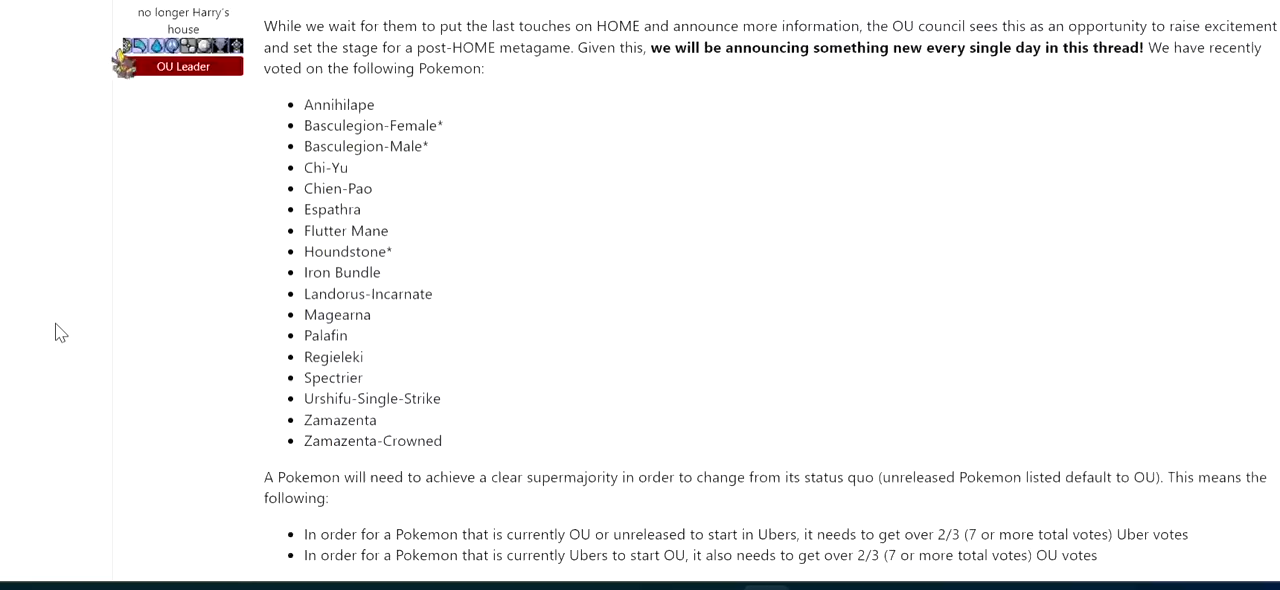 no longer Harry's
house
OU Leader
While we wait for them to put the last touches on HOME and announce more information, the OU council sees this as an opportunity to raise excitement
and set the stage for a post-HOME metagame. Given this, we will be announcing something new every single day in this thread! We have recently
voted on the following Pokemon:
• Annihilape
• Basculegion-Female*
• Basculegion-Male*
• Chi-Yu
• Chien-Pao
• Espathra
• Flutter Mane
• Houndstone*
• Iron Bundle
• Landorus-Incarnate
• Magearna
• Palafin
• Regieleki
• Spectrier
• Urshifu-Single-Strike
• Zamazenta
• Zamazenta-Crowned
A Pokemon will need to achieve a clear supermajority in order to change from its status quo (unreleased Pokemon listed default to OU). This means the
following:
• In order for a Pokemon that is currently OU or unreleased to start in Ubers, it needs to get over 2/3 (7 or more total votes) Uber votes
• In order for a Pokemon that is currently Ubers to start OU, it also needs to get over 2/3 (7 or more total votes) OU votes